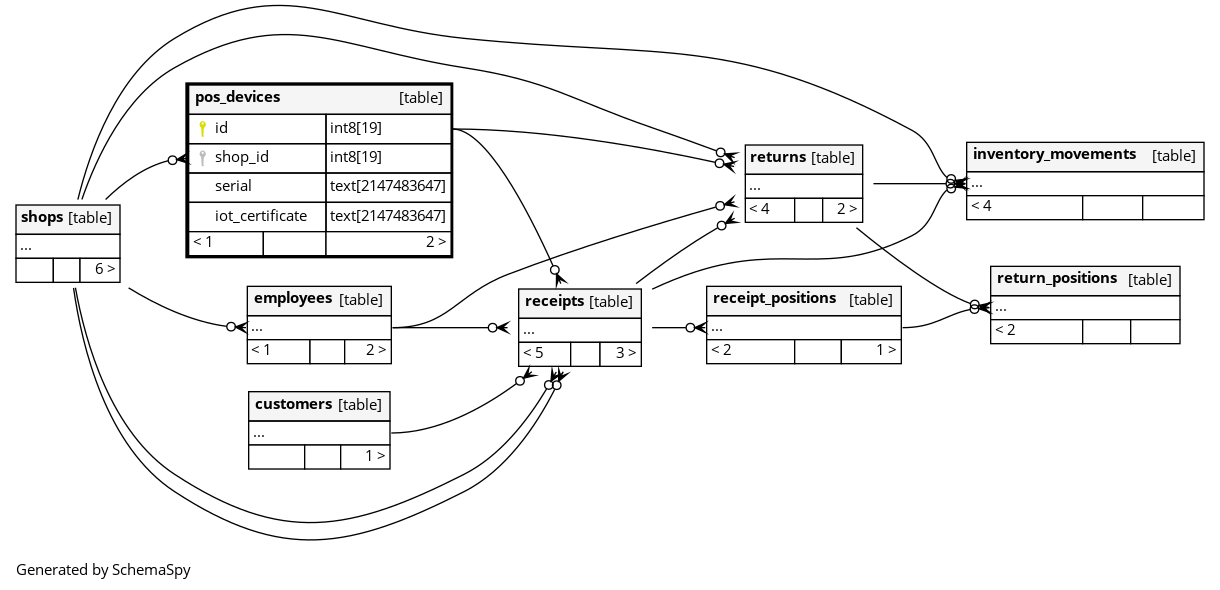 pos_devices [table]
id int8[19]
shop_id int8[19]
serial text[2147483647]
iot_certificate text[2147483647]
< 1 2 >
shops [table]
...
6 >
employees [table]
...
< 1 2 >
customers [table]
...
1 >
receipts [table]
...
< 5 3 >
returns [table]
...
< 4 2 >
receipt_positions [table]
...
< 2 1 >
inventory_movements [table]
...
< 4
return_positions [table]
...
< 2
Generated by SchemaSpy